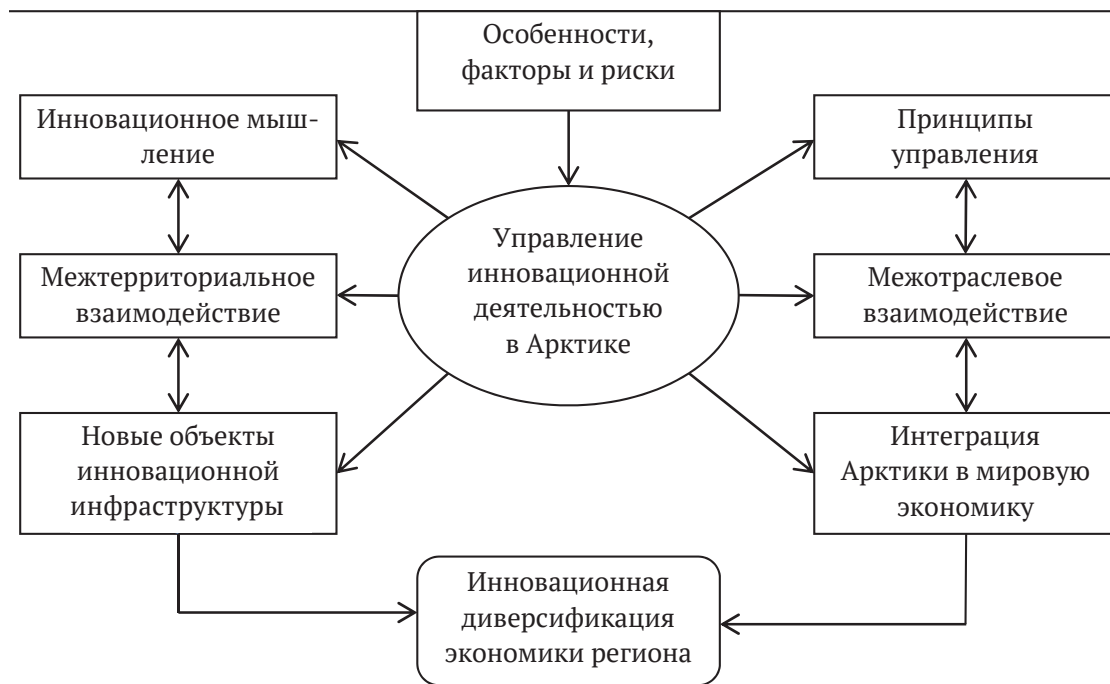 Особенности,
факторы и риски
Инновационное мыш-
ление
Принципы
управления
Управление
инновационной
деятельностью
в Арктике
Межтерриториальное
взаимодействие
Межотраслевое
взаимодействие
Новые объекты
инновационной
инфраструктуры
Интеграция
Арктики в мировую
экономику
Инновационная
диверсификация
экономики региона